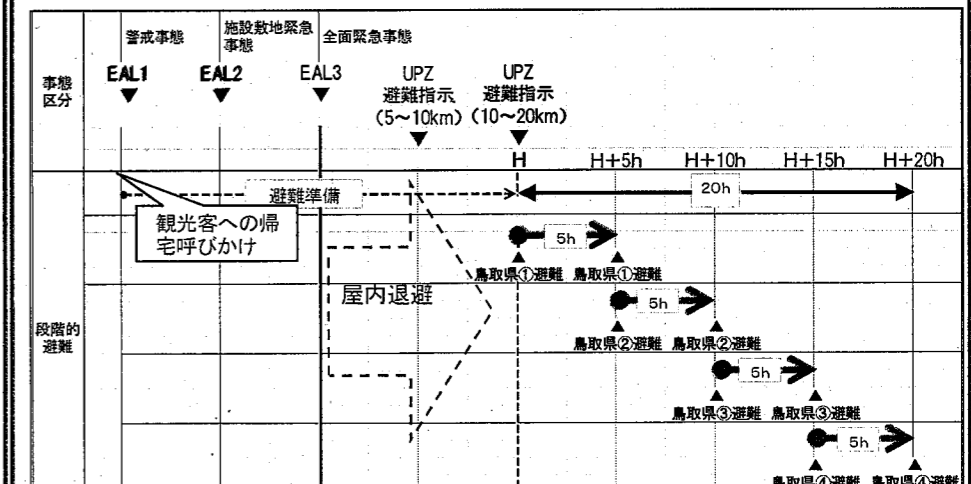 警戒事態
施設敷地緊急
事態
全面緊急事態
事態
区分
EAL1
EAL2
EAL3
UPZ
避難指示
(5～10km)
UPZ
避難指示
(10～20km)
H
H+5h
H+10h
H+15h
H+20h
避難準備
20h
観光客への帰
宅呼びかけ
5h
鳥取県①避難
鳥取県①避難
屋内退避
5h
段階的
避難
鳥取県②避難
鳥取県②避難
5h
鳥取県③避難
鳥取県③避難
5h
鳥取県④避難
鳥取県④避難